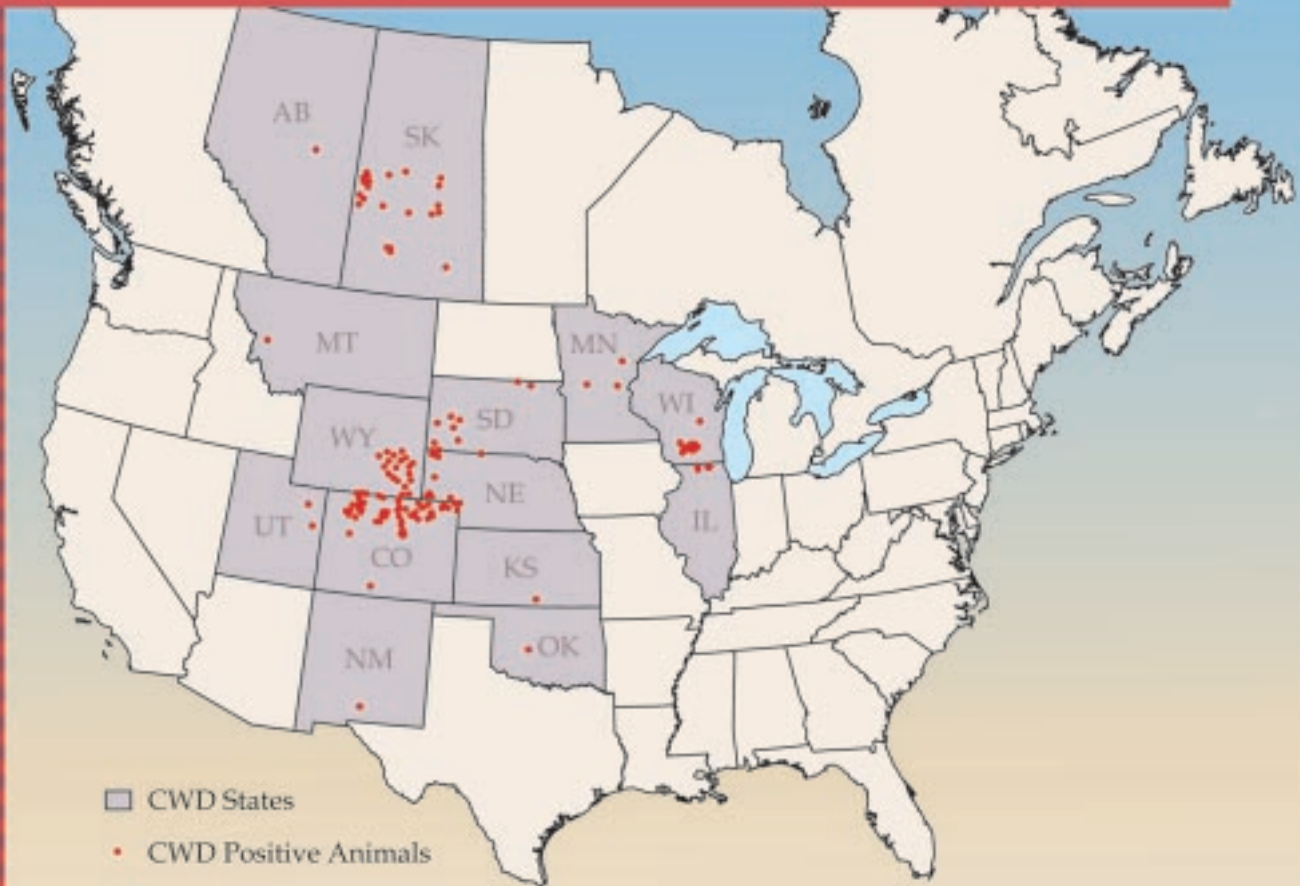 AB
SK
MT
MN
WI
SD
WY
NE
IL
UT
CO
KS
OK
NM
CWD States
CWD Positive Animals